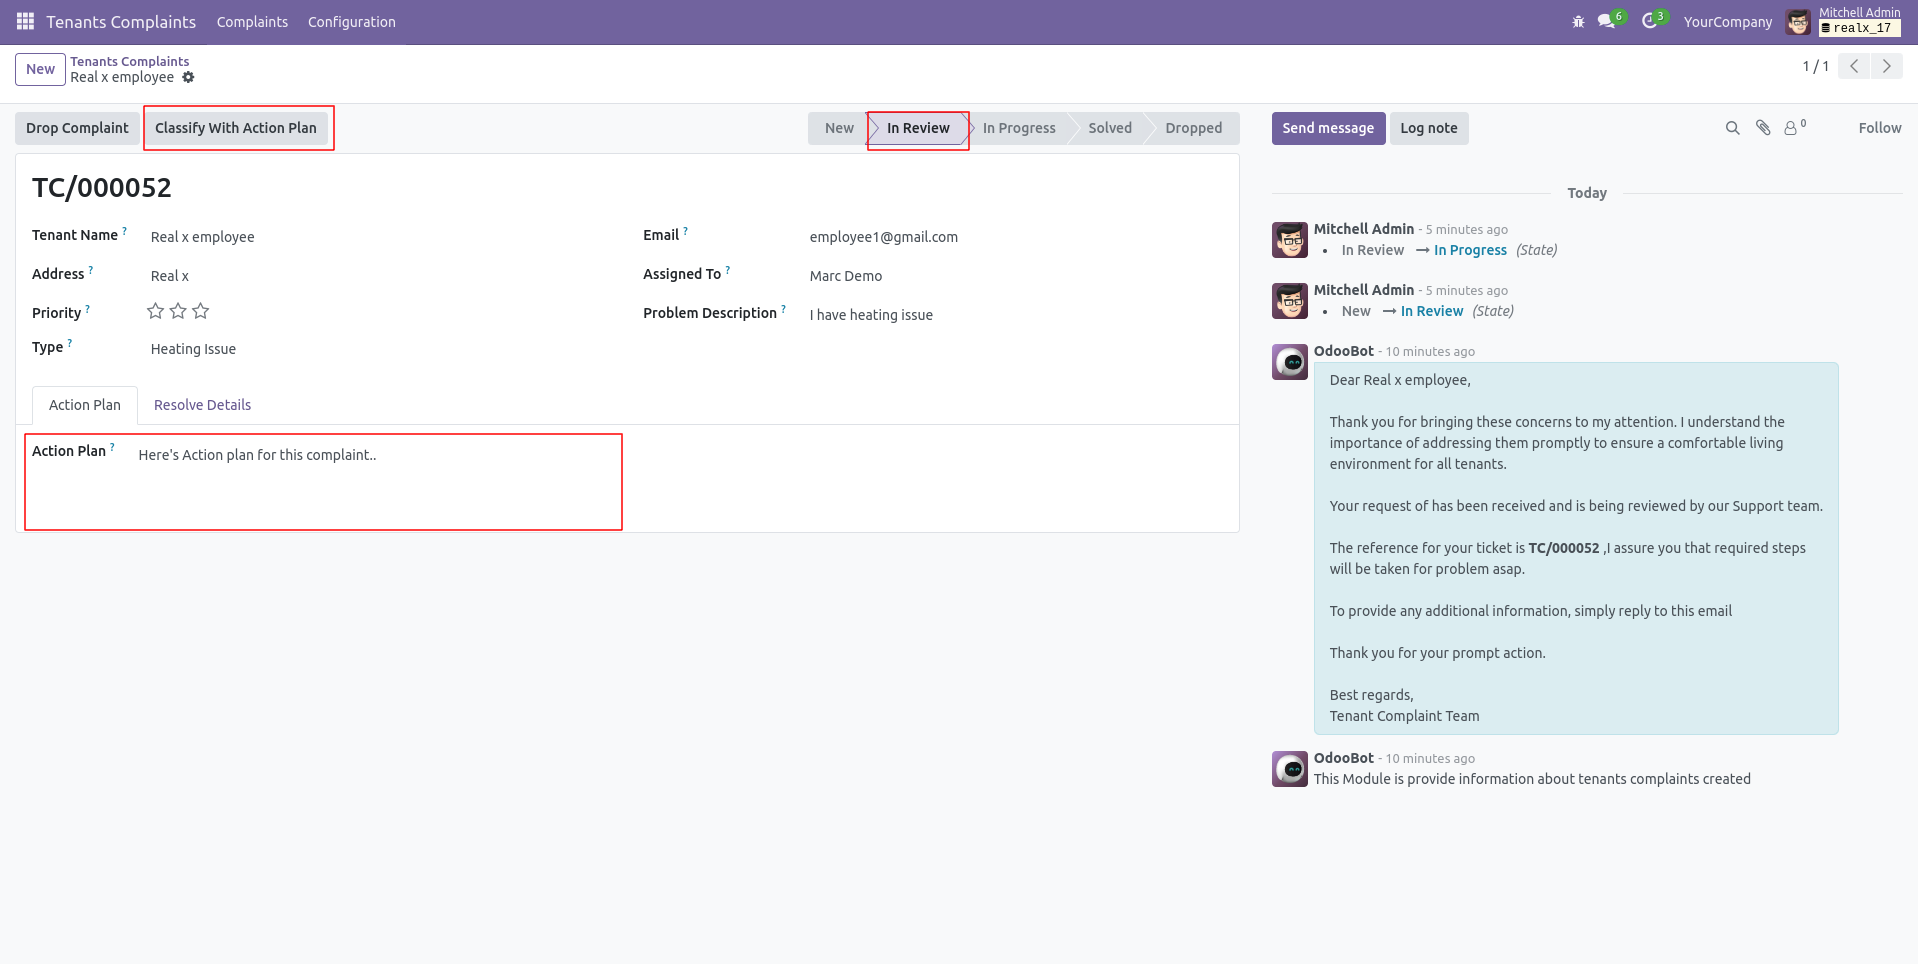 Tenants Complaints Complaints Configuration 6 3 YourCompany Mitchell Admin
realx_17
New Tenants Complaints
Real x employee
1 / 1
Drop Complaint Classify With Action Plan New In Review In Progress Solved Dropped
TC/000052
Tenant Name ? Real x employee Email ? employee1@gmail.com
Address ? Real x Assigned To ? Marc Demo
Priority ? Problem Description ? I have heating issue
Type ? Heating Issue
Action Plan Resolve Details
Action Plan ? Here's Action plan for this complaint..
Send message Log note 0 Follow
Today
Mitchell Admin - 5 minutes ago
• In Review → In Progress (State)
Mitchell Admin - 5 minutes ago
• New → In Review (State)
OdooBot - 10 minutes ago
Dear Real x employee,
Thank you for bringing these concerns to my attention. I understand the
importance of addressing them promptly to ensure a comfortable living
environment for all tenants.
Your request of has been received and is being reviewed by our Support team.
The reference for your ticket is TC/000052 ,I assure you that required steps
will be taken for problem asap.
To provide any additional information, simply reply to this email
Thank you for your prompt action.
Best regards,
Tenant Complaint Team
OdooBot - 10 minutes ago
This Module is provide information about tenants complaints created